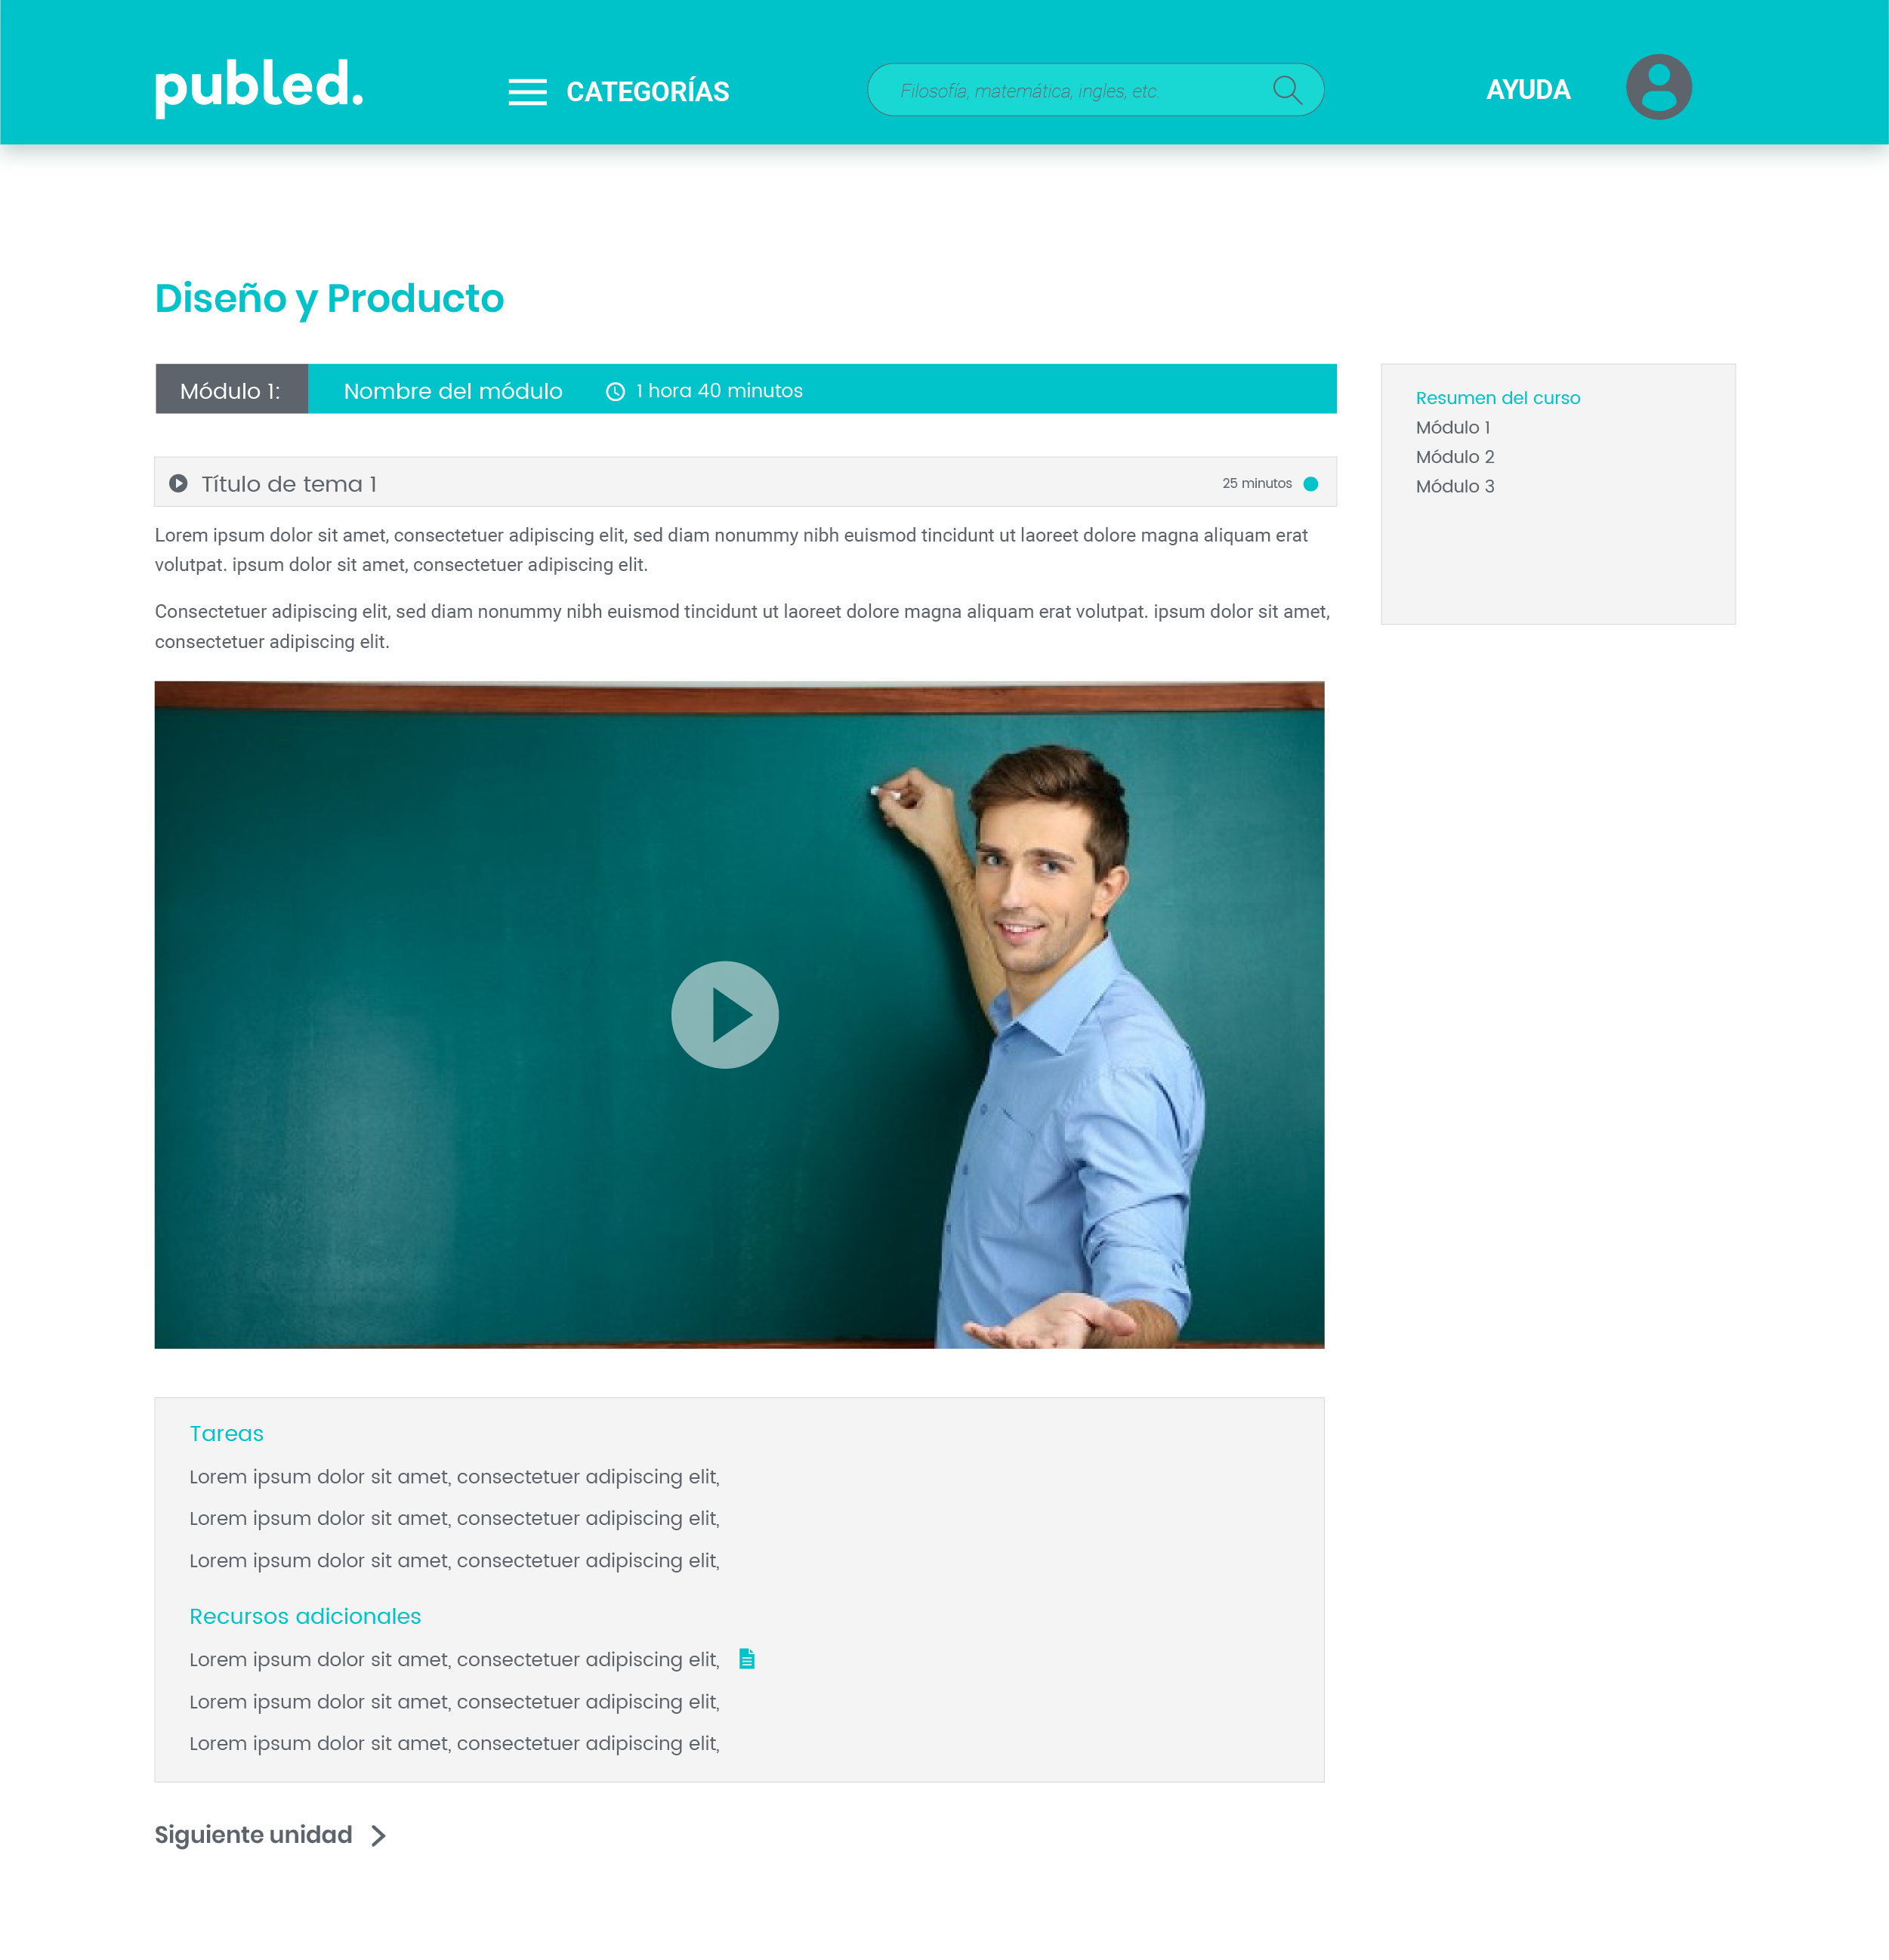 publed.
CATEGORÍAS
Filosofía, matemática, ingles, etc.
AYUDA
Diseño y Producto
Módulo 1:
Nombre del módulo
1 hora 40 minutos
Título de tema 1
25 minutos
Lorem ipsum dolor sit amet, consectetuer adipiscing elit, sed diam nonummy nibh euismod tincidunt ut laoreet dolore magna aliquam erat
volutpat. ipsum dolor sit amet, consectetuer adipiscing elit.
Consectetuer adipiscing elit, sed diam nonummy nibh euismod tincidunt ut laoreet dolore magna aliquam erat volutpat. ipsum dolor sit amet,
consectetuer adipiscing elit.
Resumen del curso
Módulo 1
Módulo 2
Módulo 3
Tareas
Lorem ipsum dolor sit amet, consectetuer adipiscing elit,
Lorem ipsum dolor sit amet, consectetuer adipiscing elit,
Lorem ipsum dolor sit amet, consectetuer adipiscing elit,
Recursos adicionales
Lorem ipsum dolor sit amet, consectetuer adipiscing elit,
Lorem ipsum dolor sit amet, consectetuer adipiscing elit,
Lorem ipsum dolor sit amet, consectetuer adipiscing elit,
Siguiente unidad